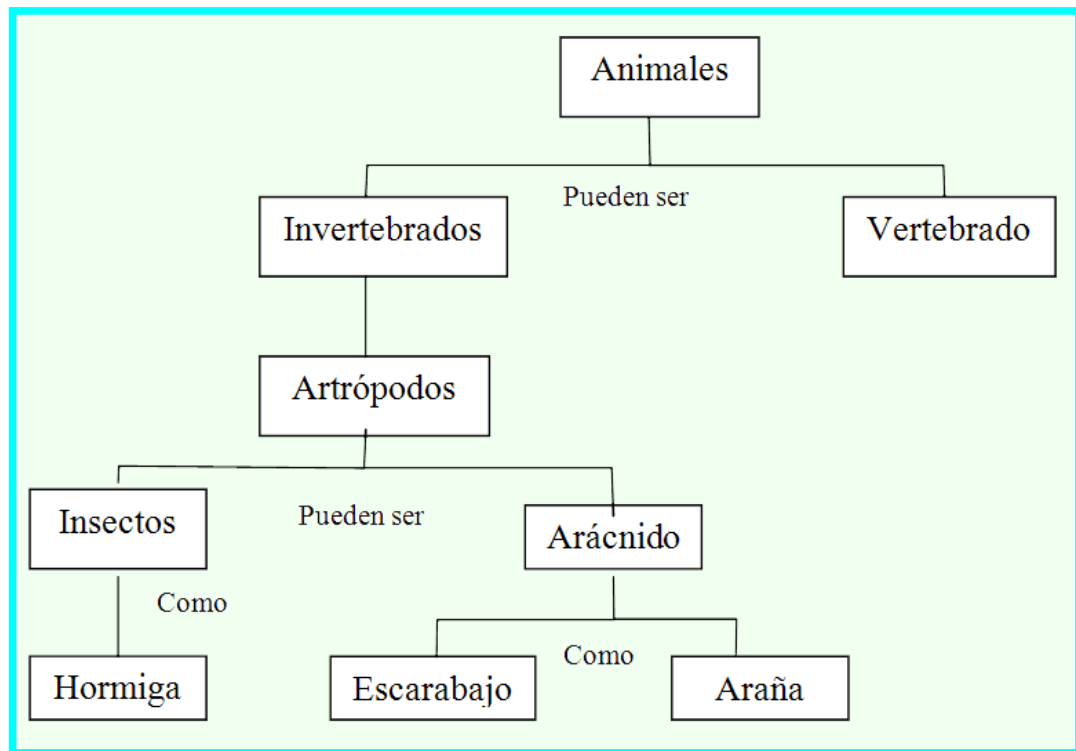 Animales
Pueden ser
Invertebrados
Vertebrado
Artrópodos
Pueden ser
Insectos
Arácnido
Como
Como
Hormiga
Escarabajo
Araña